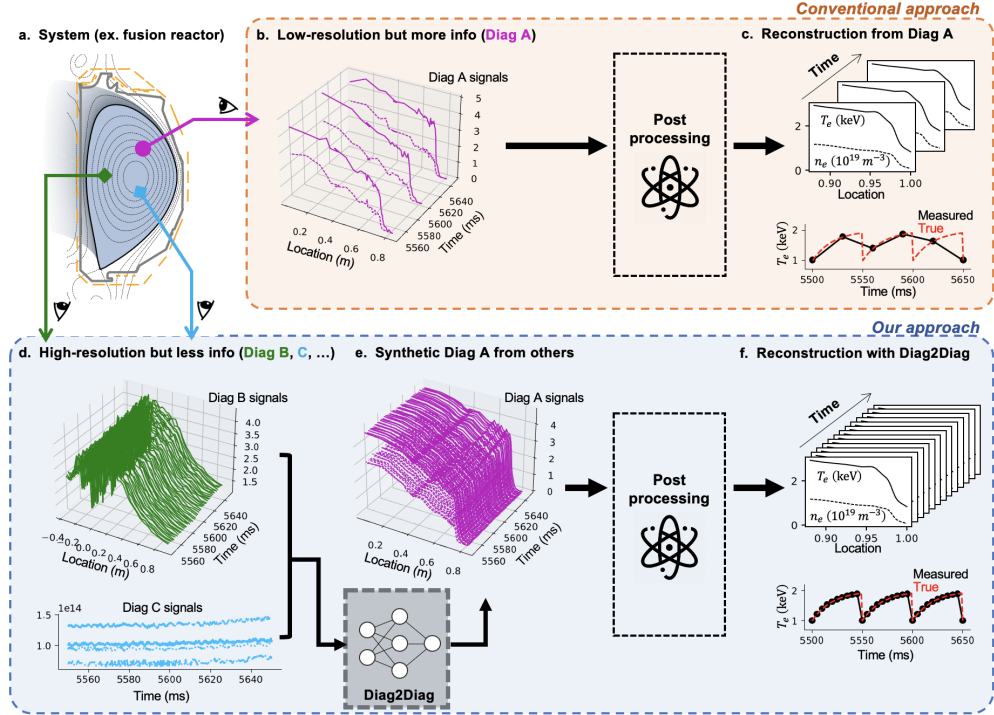 Conventional approach
a. System (ex. fusion reactor)
b. Low-resolution but more info (Diag A)
Diag A signals
5
4
3
2
1
0
5640
5620
5600
5580
5560
Time (ms)
0.2
0.4
0.6
0.8
Location (m)
Post
processing
c. Reconstruction from Diag A
Time
2
0
T_e (keV)
n_e (10^19 m^−3)
0.90 0.95 1.00
Location
Measured
True
T_e (keV)
2
1
5500 5550 5600 5650
Time (ms)
Our approach
d. High-resolution but less info (Diag B, C, …)
Diag B signals
4.0
3.5
3.0
2.5
2.0
1.5
5640
5620
5600
5580
5560
Time (ms)
−0.4 0.2 0.0 0.2 0.4 0.6 0.8
Location (m)
Diag C signals
1.5 1e14
1.0
5560 5580 5600 5620 5640
Time (ms)
e. Synthetic Diag A from others
Diag A signals
4
3
2
1
0
5640
5620
5600
5580
5560
Time (ms)
0.2
0.4
0.6
0.8
Location (m)
Diag2Diag
Post
processing
f. Reconstruction with Diag2Diag
Time
2
0
T_e (keV)
n_e (10^19 m^−3)
0.90 0.95 1.00
Location
Measured
True
T_e (keV)
2
1
5500 5550 5600 5650
Time (ms)